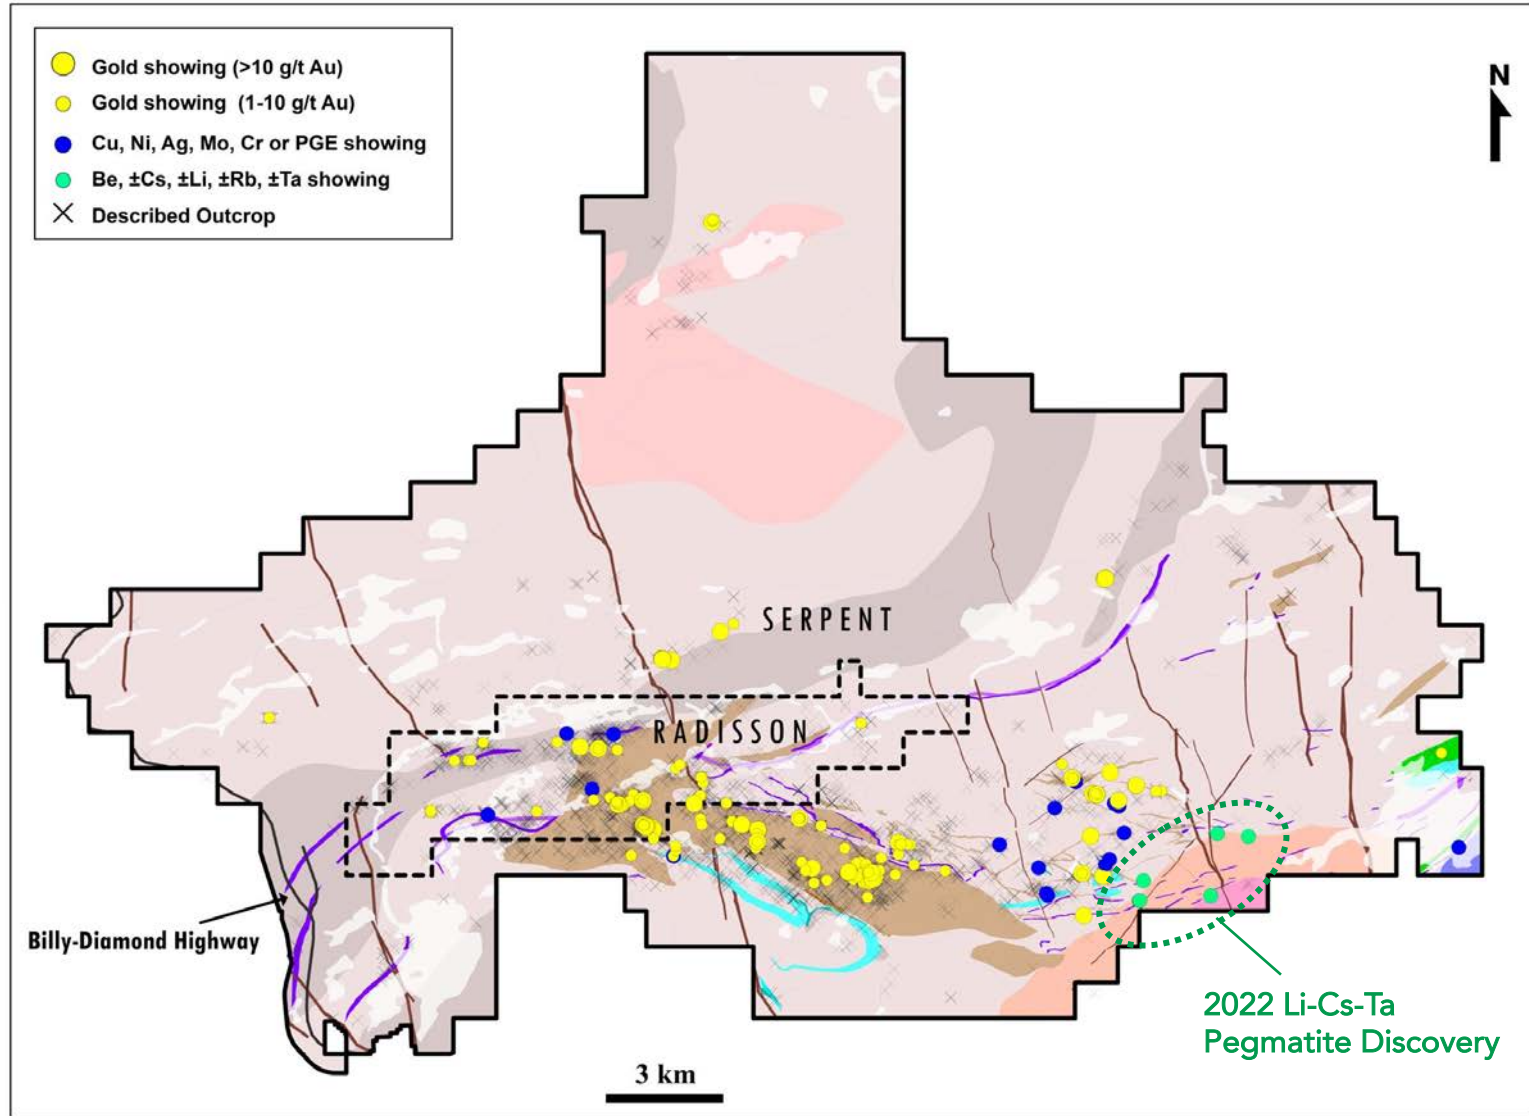 Gold showing (>10 g/t Au)
Gold showing (1-10 g/t Au)
Cu, Ni, Ag, Mo, Cr or PGE showing
Be, ±Cs, ±Li, ±Rb, ±Ta showing
Described Outcrop
N
SERPENT
RADISSON
Billy-Diamond Highway
2022 Li-Cs-Ta
Pegmatite Discovery
3 km